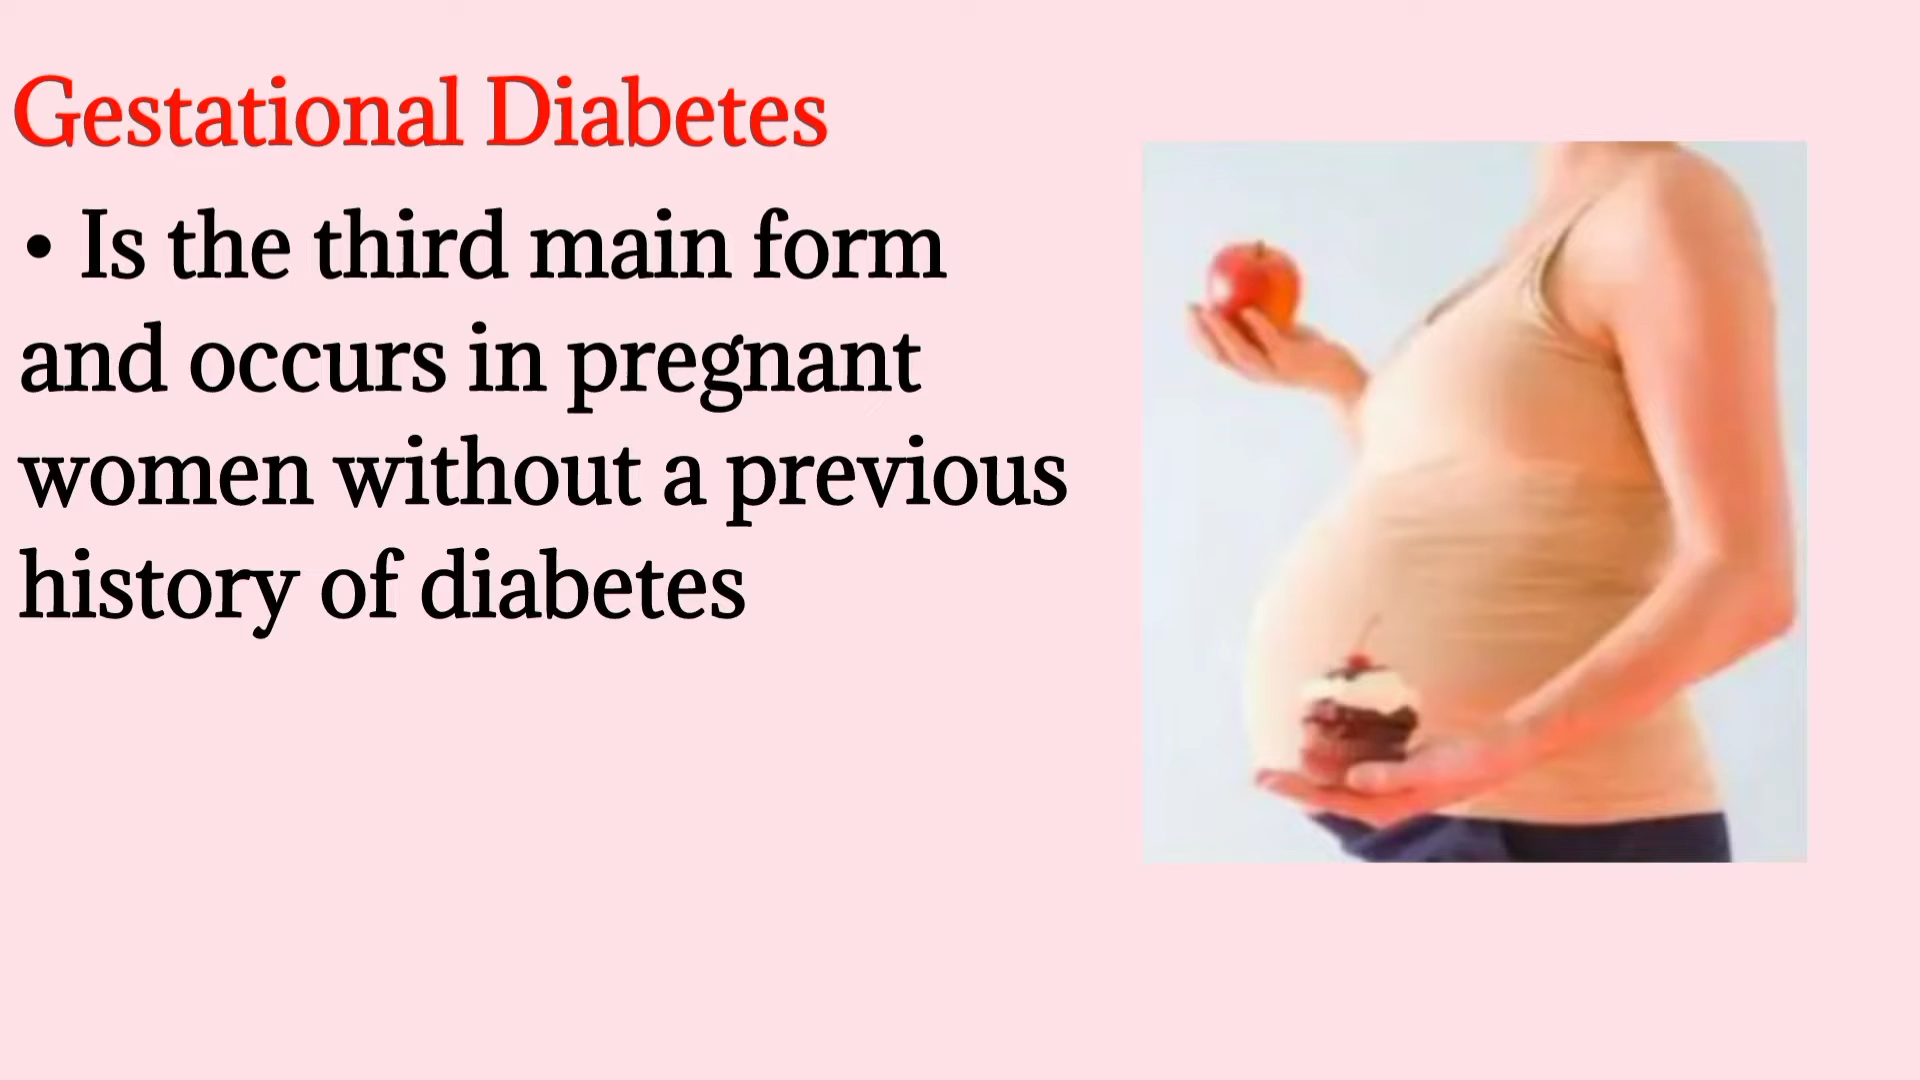 Gestational Diabetes
• Is the third main form
and occurs in pregnant
women without a previous
history of diabetes